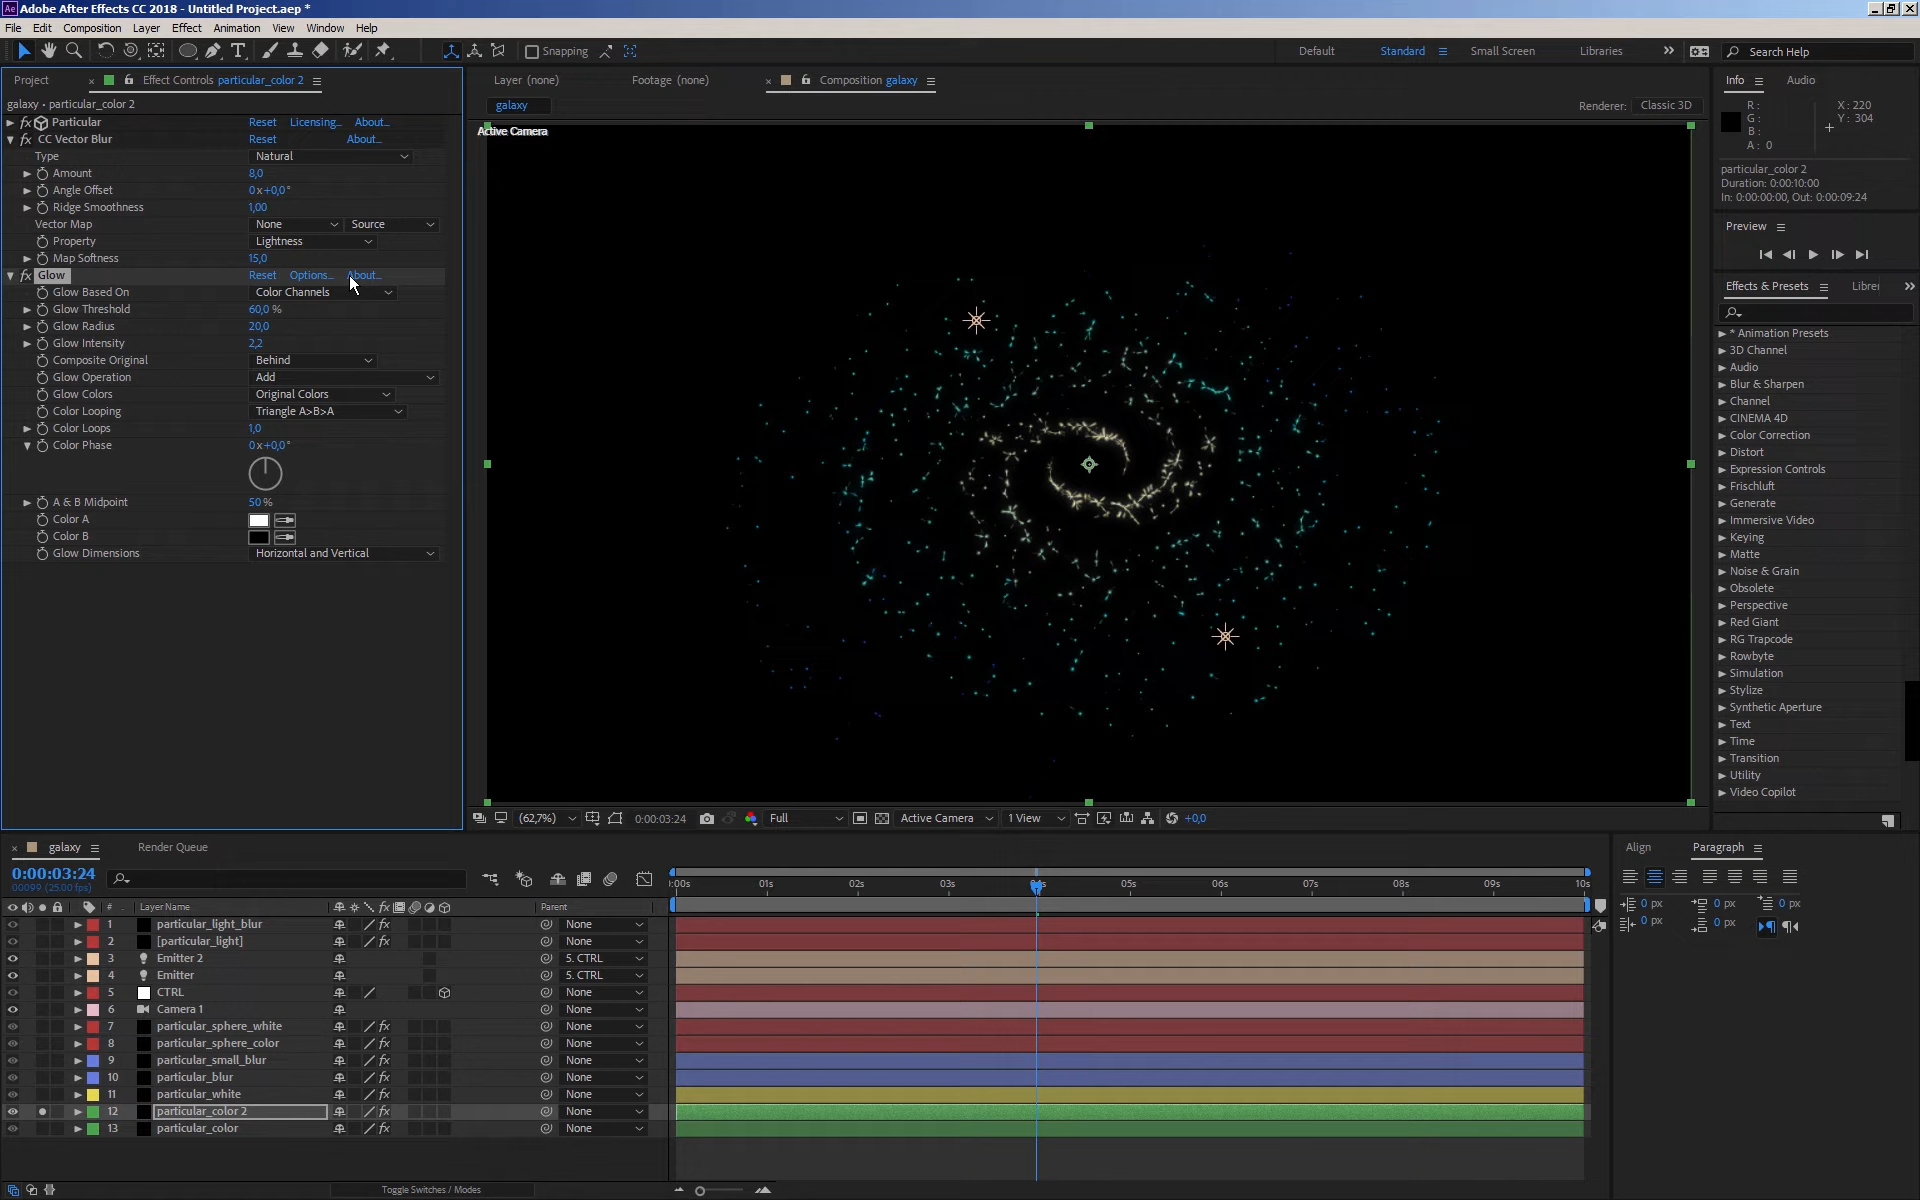 Adobe After Effects CC 2018 - Untitled Project.aep *
File Edit Composition Layer Effect Animation View Window Help
Snapping Default Standard Small Screen Libraries Search Help
Project Effect Controls particular_color 2
galaxy • particular_color 2
Particular Reset Licensing... About...
CC Vector Blur Reset About...
Type Natural
Amount 8,0
Angle Offset 0 x +0,0°
Ridge Smoothness 1,00
Vector Map None Source
Property Lightness
Map Softness 15,0
Glow Reset Options... About...
Glow Based On Color Channels
Glow Threshold 60,0 %
Glow Radius 20,0
Glow Intensity 2,2
Composite Original Behind
Glow Operation Add
Glow Colors Original Colors
Color Looping Triangle A>B>A
Color Loops 1,0
Color Phase 0 x +0,0°
A & B Midpoint 50 %
Color A
Color B
Glow Dimensions Horizontal and Vertical
Layer (none) Footage (none) Composition galaxy
galaxy Renderer: Classic 3D
Active Camera
(62,7%) 0:00:03:24 Full Active Camera 1 View +0,0
Info Audio
R: X: 220
G: Y: 304
B:
A: 0
particular_color 2
Duration: 0:00:10:00
In: 0:00:00:00, Out: 0:00:09:24
Preview
Effects & Presets
* Animation Presets
3D Channel
Audio
Blur & Sharpen
Channel
CINEMA 4D
Color Correction
Distort
Expression Controls
Frischluft
Generate
Immersive Video
Keying
Matte
Noise & Grain
Obsolete
Perspective
Red Giant
RG Trapcode
Rowbyte
Simulation
Stylize
Synthetic Aperture
Text
Time
Transition
Utility
Video Copilot
galaxy Render Queue
0:00:03:24
00099 (25.00 fps)
:00s 01s 02s 03s 05s 06s 07s 08s 09s 10s
# Layer Name Parent
1 particular_light_blur None
2 [particular_light] None
3 Emitter 2 5. CTRL
4 Emitter 5. CTRL
5 CTRL None
6 Camera 1 None
7 particular_sphere_white None
8 particular_sphere_color None
9 particular_small_blur None
10 particular_blur None
11 particular_white None
12 particular_color 2 None
13 particular_color None
Toggle Switches / Modes
Align Paragraph
0 px 0 px 0 px
0 px 0 px